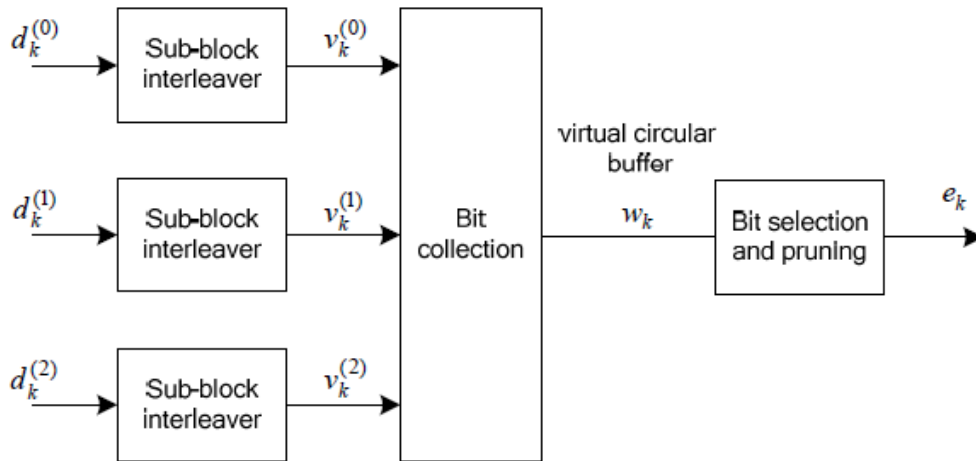 d_k^{(0)}
Sub-block
interleaver
v_k^{(0)}
d_k^{(1)}
Sub-block
interleaver
v_k^{(1)}
d_k^{(2)}
Sub-block
interleaver
v_k^{(2)}
Bit
collection
virtual circular
buffer
w_k
Bit selection
and pruning
e_k